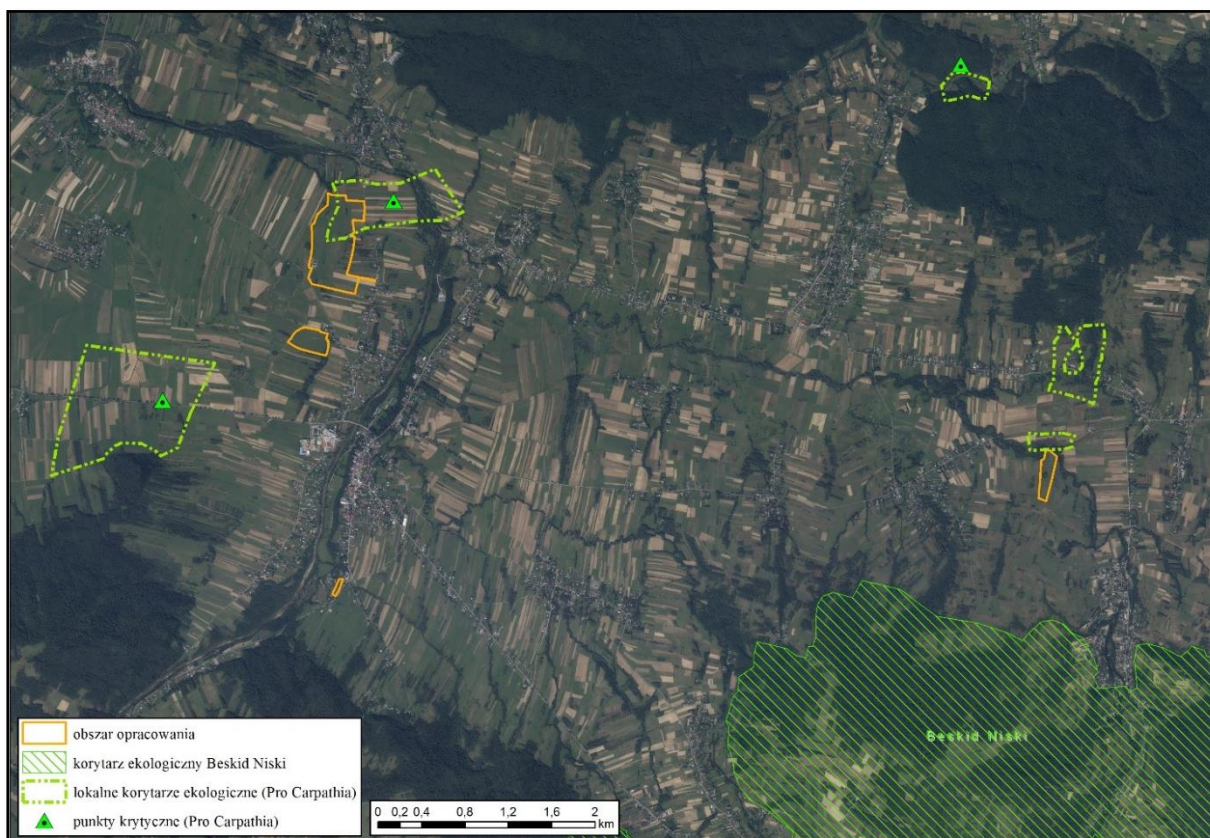 Beskid Niski
obszar opracowania
korytarz ekologiczny Beskid Niski
lokalne korytarze ekologiczne (Pro Carpathia)
punkty krytyczne (Pro Carpathia)
0 0,2 0,4 0,8 1,2 1,6 2
km